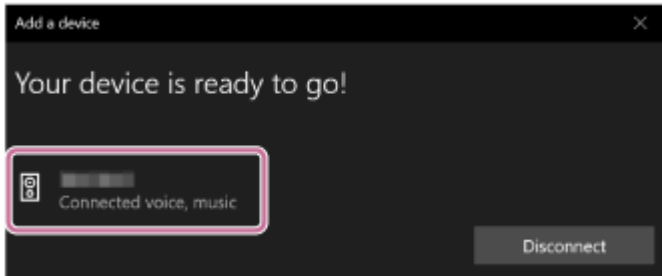 Add a device
Your device is ready to go!
Connected voice, music
Disconnect